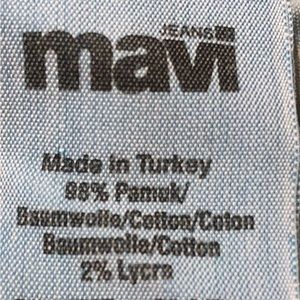 JEANS
mavi
Made in Turkey
98% Pamuk/
Baumwolle/Cotton/Coton
Baumwolle/Cotton
2% Lycra